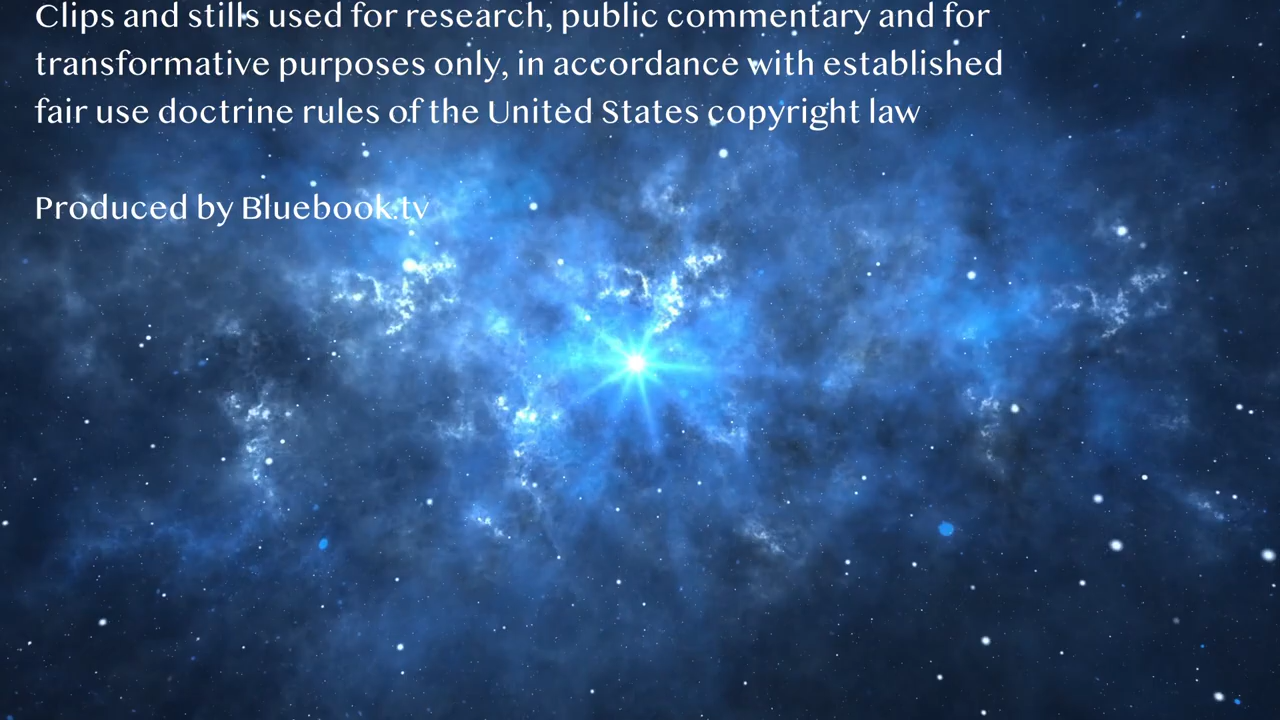 Clips and stills used for research, public commentary and for
transformative purposes only, in accordance with established
fair use doctrine rules of the United States copyright law
Produced by Bluebook.tv